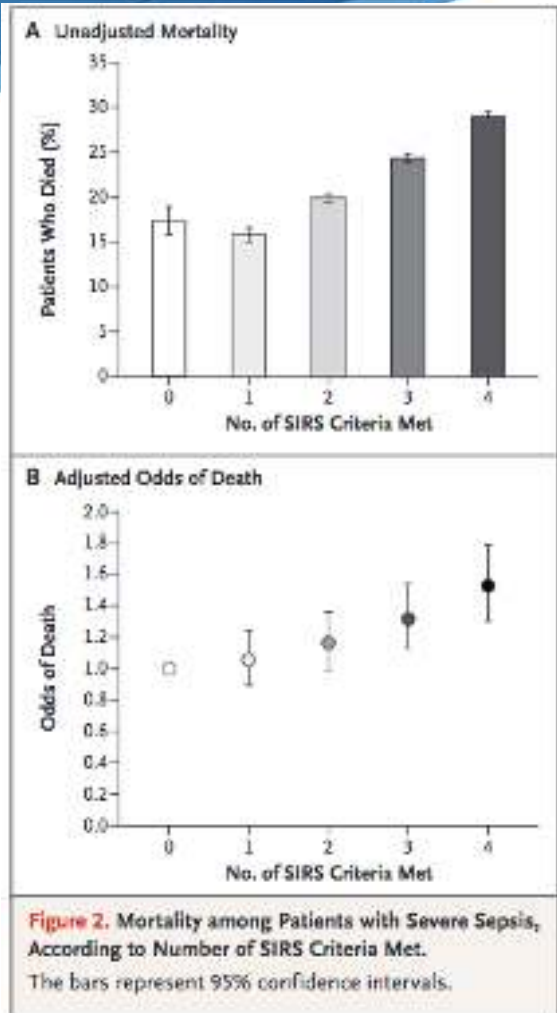 A Unadjusted Mortality
35
30
25
20
15
10
5
0
Patients Who Died (%)
0 1 2 3 4
No. of SIRS Criteria Met
B Adjusted Odds of Death
2.0
1.8
1.6
1.4
1.2
1.0
0.8
0.6
0.4
0.2
0.0
Odds of Death
0 1 2 3 4
No. of SIRS Criteria Met
Figure 2. Mortality among Patients with Severe Sepsis,
According to Number of SIRS Criteria Met.
The bars represent 95% confidence intervals.